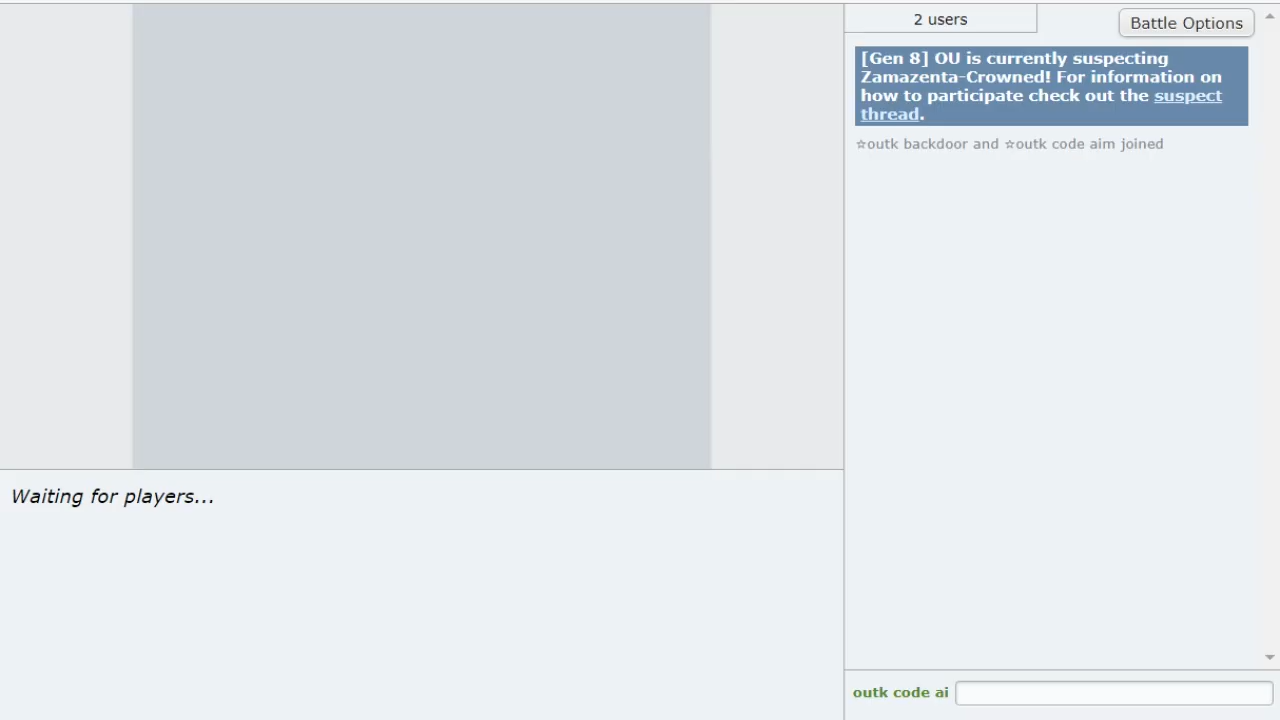 2 users
Battle Options
[Gen 8] OU is currently suspecting
Zamazenta-Crowned! For information on
how to participate check out the suspect
thread.
☆outk backdoor and ☆outk code aim joined
Waiting for players...
outk code ai